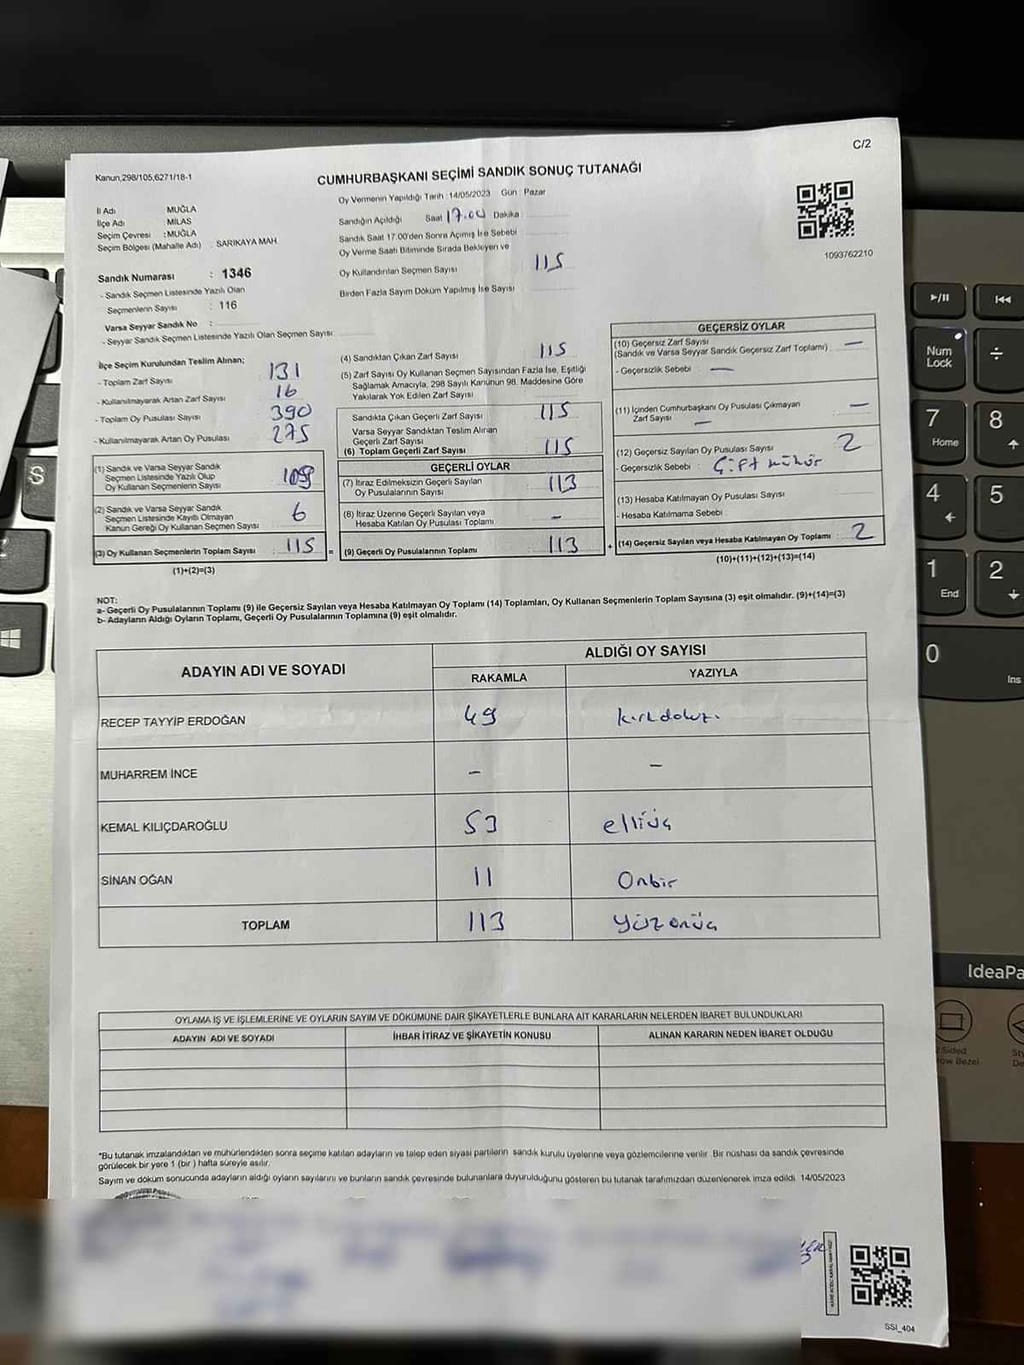 C/2
Kanun,298/105,6271/18-1
CUMHURBAŞKANI SEÇİMİ SANDIK SONUÇ TUTANAĞI
İl Adı : MUĞLA
İlçe Adı : MİLAS
Seçim Çevresi : MUĞLA
Seçim Bölgesi (Mahalle Adı) : SARIKAYA MAH.
Sandık Numarası : 1346
- Sandık Seçmen Listesinde Yazılı Olan
Seçmenlerin Sayısı : 116
Varsa Seyyar Sandık No :
- Seyyar Sandık Seçmen Listesinde Yazılı Olan Seçmen Sayısı:
Oy Vermenin Yapıldığı Tarih :14/05/2023 Gün : Pazar
Sandığın Açıldığı Saat 17.00 Dakika
Sandık Saat 17.00'den Sonra Açımış İse Sebebi
Oy Verme Saati Bitiminde Sırada Bekleyen ve
Oy Kullandırılan Seçmen Sayısı 115
Birden Fazla Sayım Döküm Yapılmış İse Sayısı
1093762210
İlçe Seçim Kurulundan Teslim Alınan;
- Toplam Zarf Sayısı 131
- Kullanılmayarak Artan Zarf Sayısı 16
- Toplam Oy Pusulası Sayısı 390
- Kullanılmayarak Artan Oy Pusulası 275
(1) Sandık ve Varsa Seyyar Sandık
Seçmen Listesinde Yazılı Olup
Oy Kullanan Seçmenlerin Sayısı 109
(2) Sandık ve Varsa Seyyar Sandık
Seçmen Listesinde Kayıtlı Olmayan
Kanun Gereği Oy Kullanan Seçmen Sayısı 6
(3) Oy Kullanan Seçmenlerin Toplam Sayısı 115
(1)+(2)=(3)
(4) Sandıktan Çıkan Zarf Sayısı 115
(5) Zarf Sayısı Oy Kullanan Seçmen Sayısından Fazla İse, Eşitliği
Sağlamak Amacıyla, 298 Sayılı Kanunun 98. Maddesine Göre
Yakılarak Yok Edilen Zarf Sayısı
Sandıkta Çıkan Geçerli Zarf Sayısı 115
Varsa Seyyar Sandıktan Teslim Alınan
Geçerli Zarf Sayısı
(6) Toplam Geçerli Zarf Sayısı 115
GEÇERLİ OYLAR
(7) İtiraz Edilmeksizin Geçerli Sayılan
Oy Pusulalarının Sayısı 113
(8) İtiraz Üzerine Geçerli Sayılan veya
Hesaba Katılan Oy Pusulası Toplamı -
= (9) Geçerli Oy Pusulalarının Toplamı 113
GEÇERSİZ OYLAR
(10) Geçersiz Zarf Sayısı -
(Sandık ve Varsa Seyyar Sandık Geçersiz Zarf Toplamı)
- Geçersizlik Sebebi : -
(11) İçinden Cumhurbaşkanı Oy Pusulası Çıkmayan -
Zarf Sayısı -
(12) Geçersiz Sayılan Oy Pusulası Sayısı 2
- Geçersizlik Sebebi : Çift mühür
(13) Hesaba Katılmayan Oy Pusulası Sayısı
- Hesaba Katılmama Sebebi :
+ (14) Geçersiz Sayılan veya Hesaba Katılmayan Oy Toplamı 2
(10)+(11)+(12)+(13)=(14)
NOT:
a- Geçerli Oy Pusulalarının Toplamı (9) ile Geçersiz Sayılan veya Hesaba Katılmayan Oy Toplamı (14) Toplamları, Oy Kullanan Seçmenlerin Toplam Sayısına (3) eşit olmalıdır. (9)+(14)=(3)
b- Adayların Aldığı Oyların Toplamı, Geçerli Oy Pusulalarının Toplamına (9) eşit olmalıdır.
ADAYIN ADI VE SOYADI
ALDIĞI OY SAYISI
RAKAMLA YAZIYLA
RECEP TAYYİP ERDOĞAN 49 kırkdokuz.
MUHARREM İNCE - -
KEMAL KILIÇDAROĞLU 53 elliüç
SİNAN OĞAN 11 Onbir
TOPLAM 113 Yüzonüç
OYLAMA İŞ VE İŞLEMLERİNE VE OYLARIN SAYIM VE DÖKÜMÜNE DAİR ŞİKAYETLERLE BUNLARA AİT KARARLARIN NELERDEN İBARET BULUNDUKLARI
ADAYIN ADI VE SOYADI İHBAR İTİRAZ VE ŞİKAYETİN KONUSU ALINAN KARARIN NEDEN İBARET OLDUĞU
*Bu tutanak imzalandıktan ve mühürlendikten sonra seçime katılan adayların ve talep eden siyasi partilerin sandık kurulu üyelerine veya gözlemcilerine verilir. Bir nüshası da sandık çevresinde
görülecek bir yere 1 (bir ) hafta süreyle asılır.
Sayım ve döküm sonucunda adayların aldığı oyların sayılarını ve bunların sandık çevresinde bulunanlara duyurulduğunu gösteren bu tutanak tarafımızdan düzenlenerek imza edildi. 14/05/2023
SSI_404
S
Num
Lock
÷
7
Home
8
4
5
1
End
2
0
Ins
IdeaPa